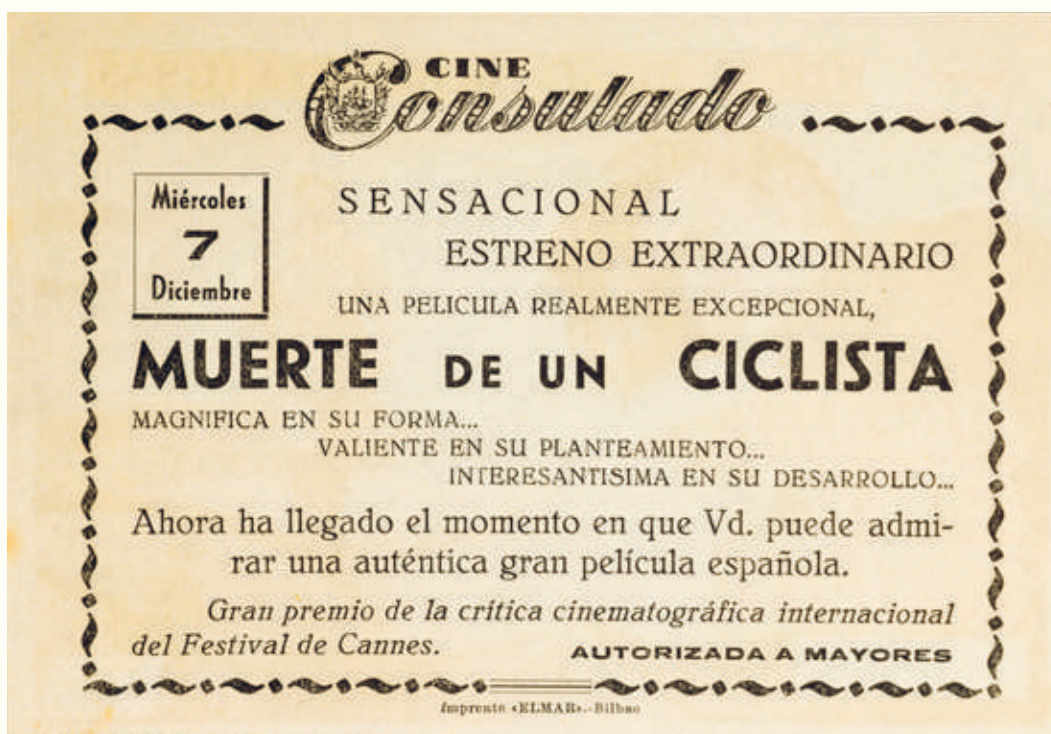 CINE
Consulado
Miércoles
7
Diciembre
SENSACIONAL
ESTRENO EXTRAORDINARIO
UNA PELICULA REALMENTE EXCEPCIONAL,
MUERTE DE UN CICLISTA
MAGNIFICA EN SU FORMA...
VALIENTE EN SU PLANTEAMIENTO...
INTERESANTISIMA EN SU DESARROLLO...
Ahora ha llegado el momento en que Vd. puede admi-
rar una auténtica gran película española.
Gran premio de la crítica cinematográfica internacional
del Festival de Cannes.
AUTORIZADA A MAYORES
Imprenta «ELMAR».-Bilbao